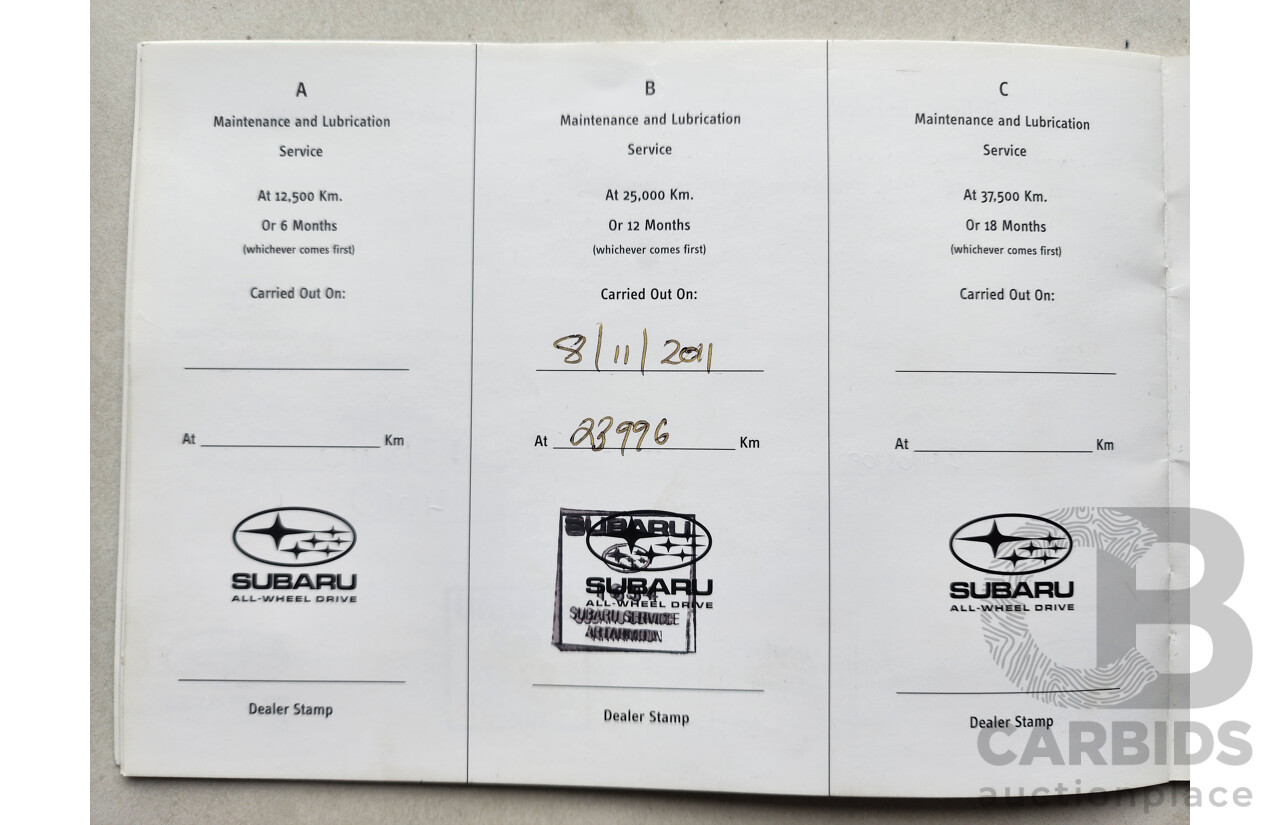 A
Maintenance and Lubrication
Service
At 12,500 Km.
Or 6 Months
(whichever comes first)
Carried Out On:
At Km
SUBARU
ALL-WHEEL DRIVE
Dealer Stamp
B
Maintenance and Lubrication
Service
At 25,000 Km.
Or 12 Months
(whichever comes first)
Carried Out On:
8/11/2011
At 23996 Km
SUBARU
SUBARU
ALL-WHEEL DRIVE
SUBARU SERVICE
ARTARMON
Dealer Stamp
C
Maintenance and Lubrication
Service
At 37,500 Km.
Or 18 Months
(whichever comes first)
Carried Out On:
At Km
SUBARU
ALL-WHEEL DRIVE
Dealer Stamp
CARBIDS
auctionplace